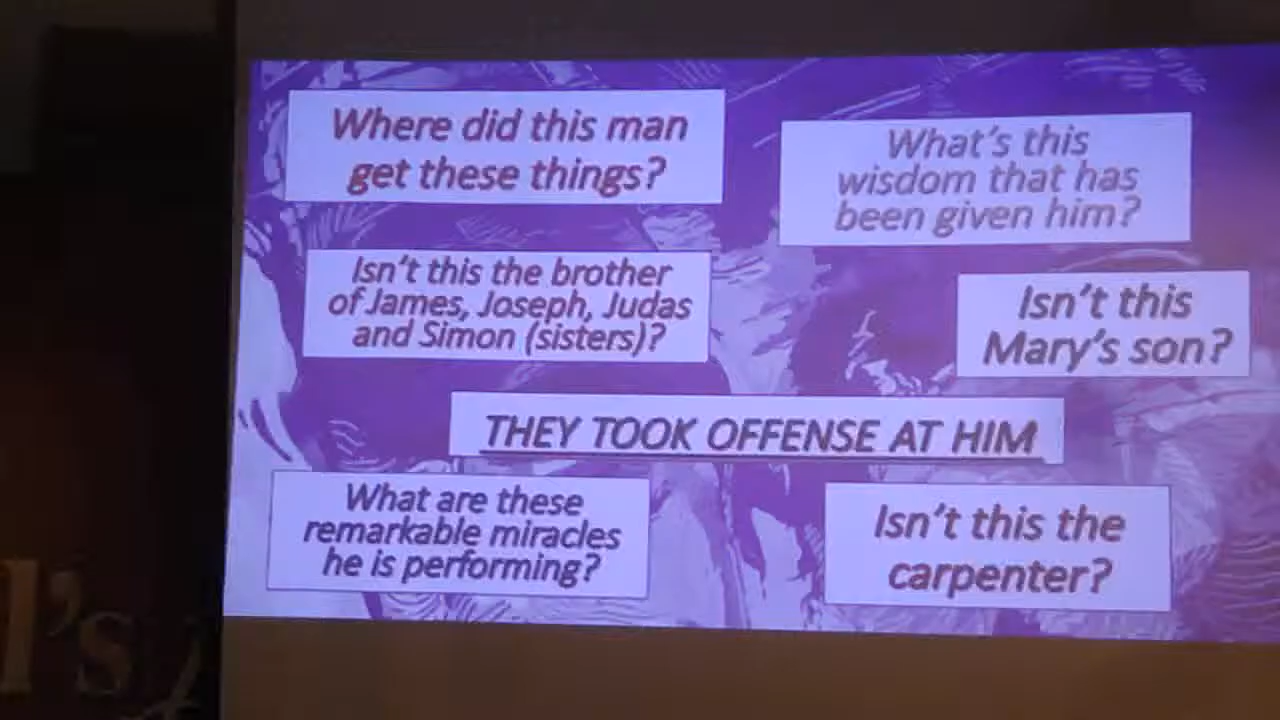 Where did this man
get these things?
What's this
wisdom that has
been given him?
Isn't this the brother
of James, Joseph, Judas
and Simon (sisters)?
Isn't this
Mary's son?
THEY TOOK OFFENSE AT HIM
What are these
remarkable miracles
he is performing?
Isn't this the
carpenter?